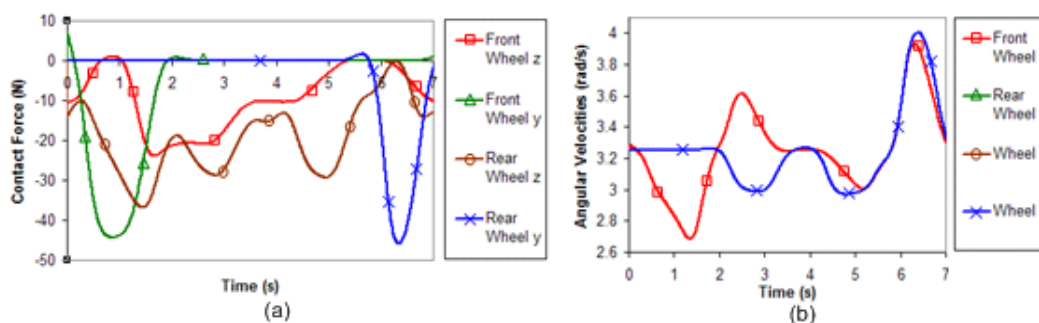 10
0
-10
-20
-30
-40
-50
0 1 2 3 4 5 6 7
Contact Force (N)
Time (s)
(a)
Front
Wheel z
Front
Wheel y
Rear
Wheel z
Rear
Wheel y
4
3.8
3.6
3.4
3.2
3
2.8
2.6
0 1 2 3 4 5 6 7
Angular Velocities (rad/s)
Time (s)
(b)
Front
Wheel
Rear
Wheel
Wheel
Wheel